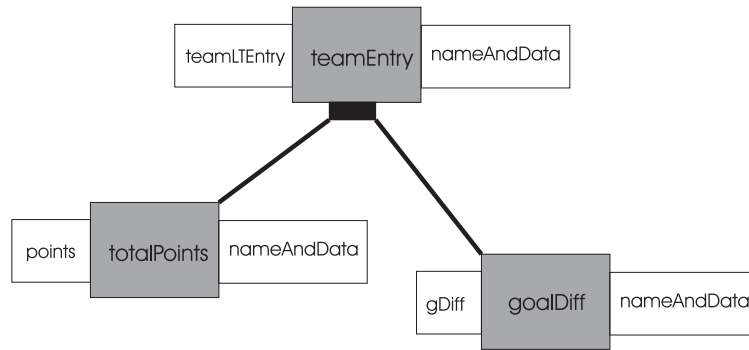 teamLTEntry teamEntry nameAndData
points totalPoints nameAndData
gDiff goalDiff nameAndData